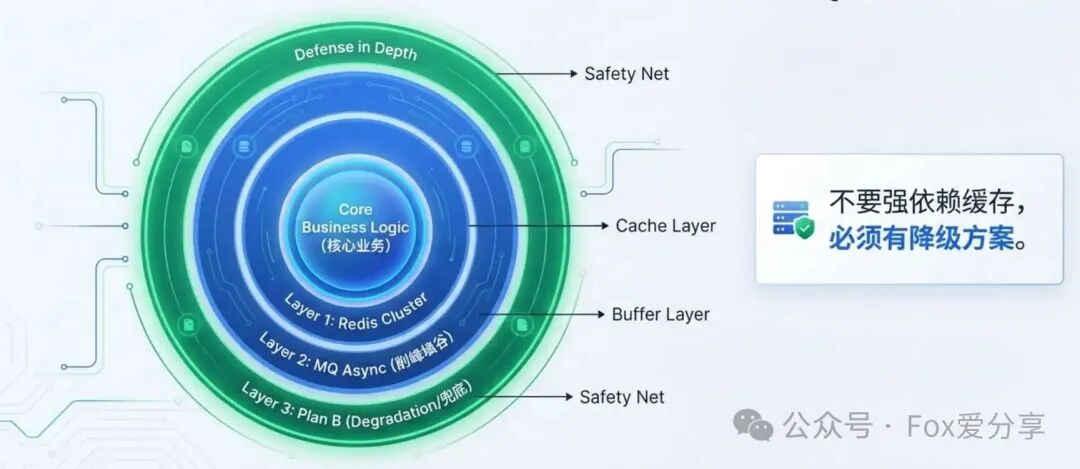 Defense in Depth
Safety Net
Core
Business Logic
(核心业务)
Cache Layer
Layer 1: Redis Cluster
Buffer Layer
Layer 2: MQ Async (削峰填谷)
Layer 3: Plan B (Degradation/兜底)
Safety Net
不要强依赖缓存，
必须有降级方案。
公众号 · Fox爱分享